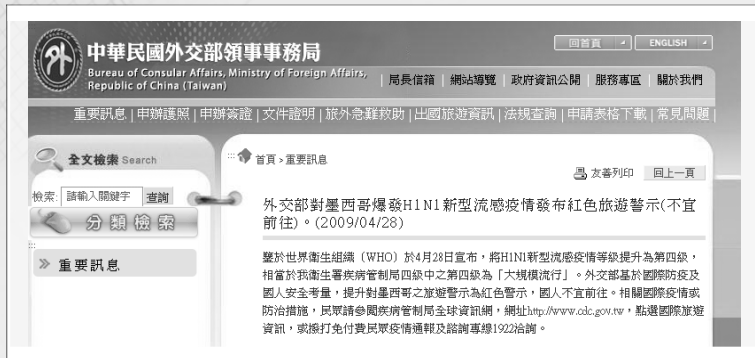 外
中華民國外交部領事事務局
Bureau of Consular Affairs, Ministry of Foreign Affairs,
Republic of China (Taiwan)
回首頁 ENGLISH
局長信箱 | 網站導覽 | 政府資訊公開 | 服務專區 | 關於我們
重要訊息 | 申辦護照 | 申辦簽證 | 文件證明 | 旅外急難救助 | 出國旅遊資訊 | 法規查詢 | 申請表格下載 | 常見問題 |
全文檢索 Search
檢索: 請輸入關鍵字 查詢
分類檢索
重要訊息
首頁 > 重要訊息
友善列印 回上一頁
外交部對墨西哥爆發H1N1新型流感疫情發布紅色旅遊警示(不宜
前往)。(2009/04/28)
鑒於世界衛生組織（WHO）於4月28日宣布，將H1N1新型流感疫情等級提升為第四級，
相當於我衛生署疾病管制局四級中之第四級為「大規模流行」。外交部基於國際防疫及
國人安全考量，提升對墨西哥之旅遊警示為紅色警示，國人不宜前往。相關國際疫情或
防治措施，民眾請參閱疾病管制局全球資訊網，網址http://www.cdc.gov.tw，點選國際旅遊
資訊，或撥打免付費民眾疫情通報及諮詢專線1922洽詢。